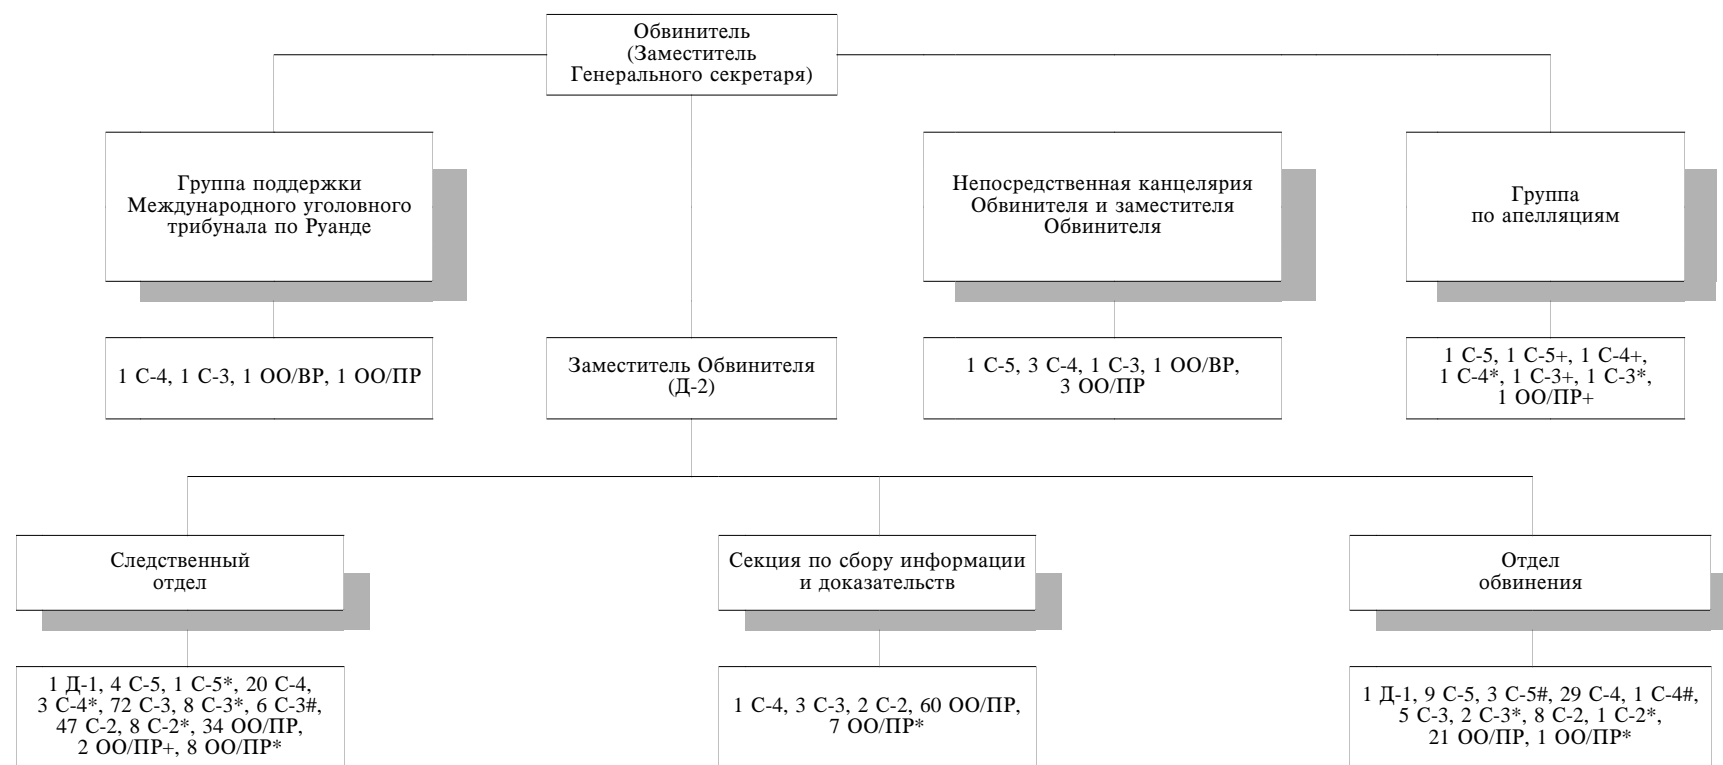 Обвинитель
(Заместитель
Генерального секретаря)
Группа поддержки
Международного уголовного
трибунала по Руанде
Непосредственная канцелярия
Обвинителя и заместителя
Обвинителя
Группа
по апелляциям
1 С-4, 1 С-3, 1 ОО/ВР, 1 ОО/ПР
Заместитель Обвинителя
(Д-2)
1 С-5, 3 С-4, 1 С-3, 1 ОО/ВР,
3 ОО/ПР
1 С-5, 1 С-5+, 1 С-4+,
1 С-4*, 1 С-3+, 1 С-3*,
1 ОО/ПР+
Следственный
отдел
Секция по сбору информации
и доказательств
Отдел
обвинения
1 Д-1, 4 С-5, 1 С-5*, 20 С-4,
3 С-4*, 72 С-3, 8 С-3*, 6 С-3#,
47 С-2, 8 С-2*, 34 ОО/ПР,
2 ОО/ПР+, 8 ОО/ПР*
1 С-4, 3 С-3, 2 С-2, 60 ОО/ПР,
7 ОО/ПР*
1 Д-1, 9 С-5, 3 С-5#, 29 С-4, 1 С-4#,
5 С-3, 2 С-3*, 8 С-2, 1 С-2*,
21 ОО/ПР, 1 ОО/ПР*